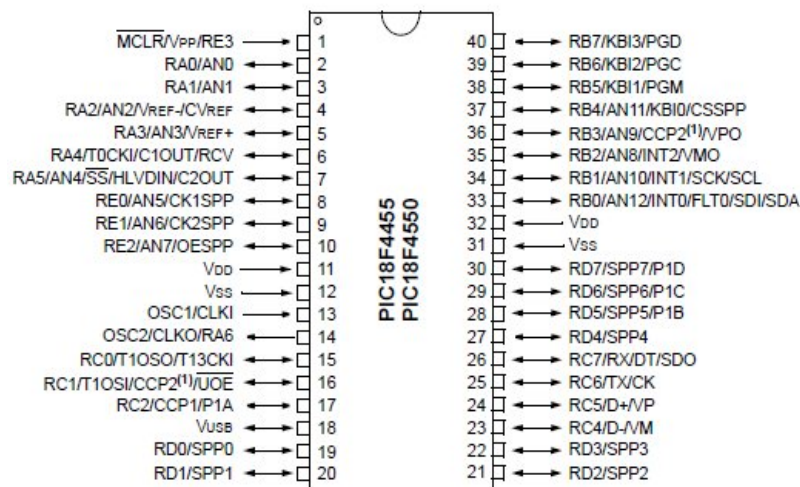 MCLR/VPP/RE3 1
RA0/AN0 2
RA1/AN1 3
RA2/AN2/VREF-/CVREF 4
RA3/AN3/VREF+ 5
RA4/T0CKI/C1OUT/RCV 6
RA5/AN4/SS/HLVDIN/C2OUT 7
RE0/AN5/CK1SPP 8
RE1/AN6/CK2SPP 9
RE2/AN7/OESPP 10
VDD 11
VSS 12
OSC1/CLKI 13
OSC2/CLKO/RA6 14
RC0/T1OSO/T13CKI 15
RC1/T1OSI/CCP2(1)/UOE 16
RC2/CCP1/P1A 17
VUSB 18
RD0/SPP0 19
RD1/SPP1 20
PIC18F4455
PIC18F4550
40 RB7/KBI3/PGD
39 RB6/KBI2/PGC
38 RB5/KBI1/PGM
37 RB4/AN11/KBI0/CSSPP
36 RB3/AN9/CCP2(1)/VPO
35 RB2/AN8/INT2/VMO
34 RB1/AN10/INT1/SCK/SCL
33 RB0/AN12/INT0/FLT0/SDI/SDA
32 VDD
31 VSS
30 RD7/SPP7/P1D
29 RD6/SPP6/P1C
28 RD5/SPP5/P1B
27 RD4/SPP4
26 RC7/RX/DT/SDO
25 RC6/TX/CK
24 RC5/D+/VP
23 RC4/D-/VM
22 RD3/SPP3
21 RD2/SPP2